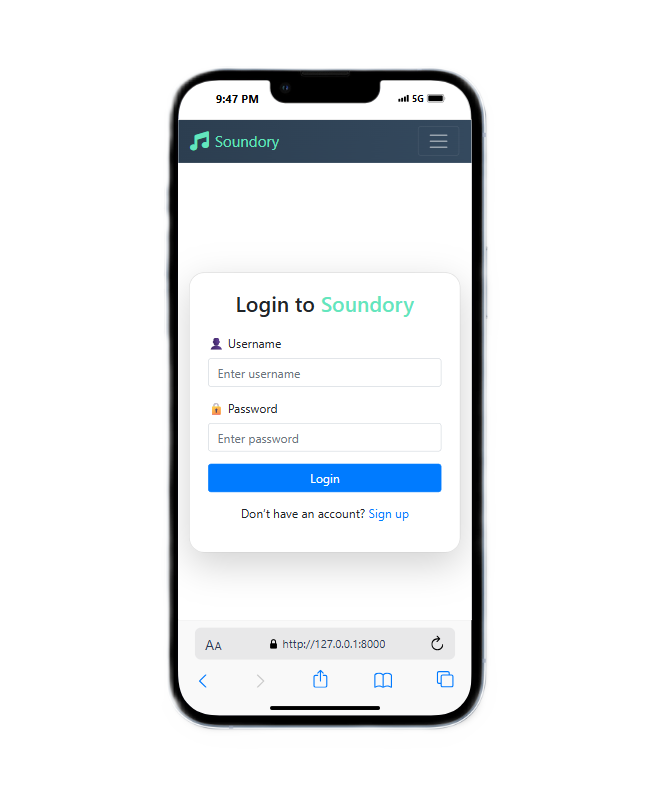 9:47 PM 5G
Soundory
Login to Soundory
Username
Enter username
Password
Enter password
Login
Don't have an account? Sign up
AA http://127.0.0.1:8000